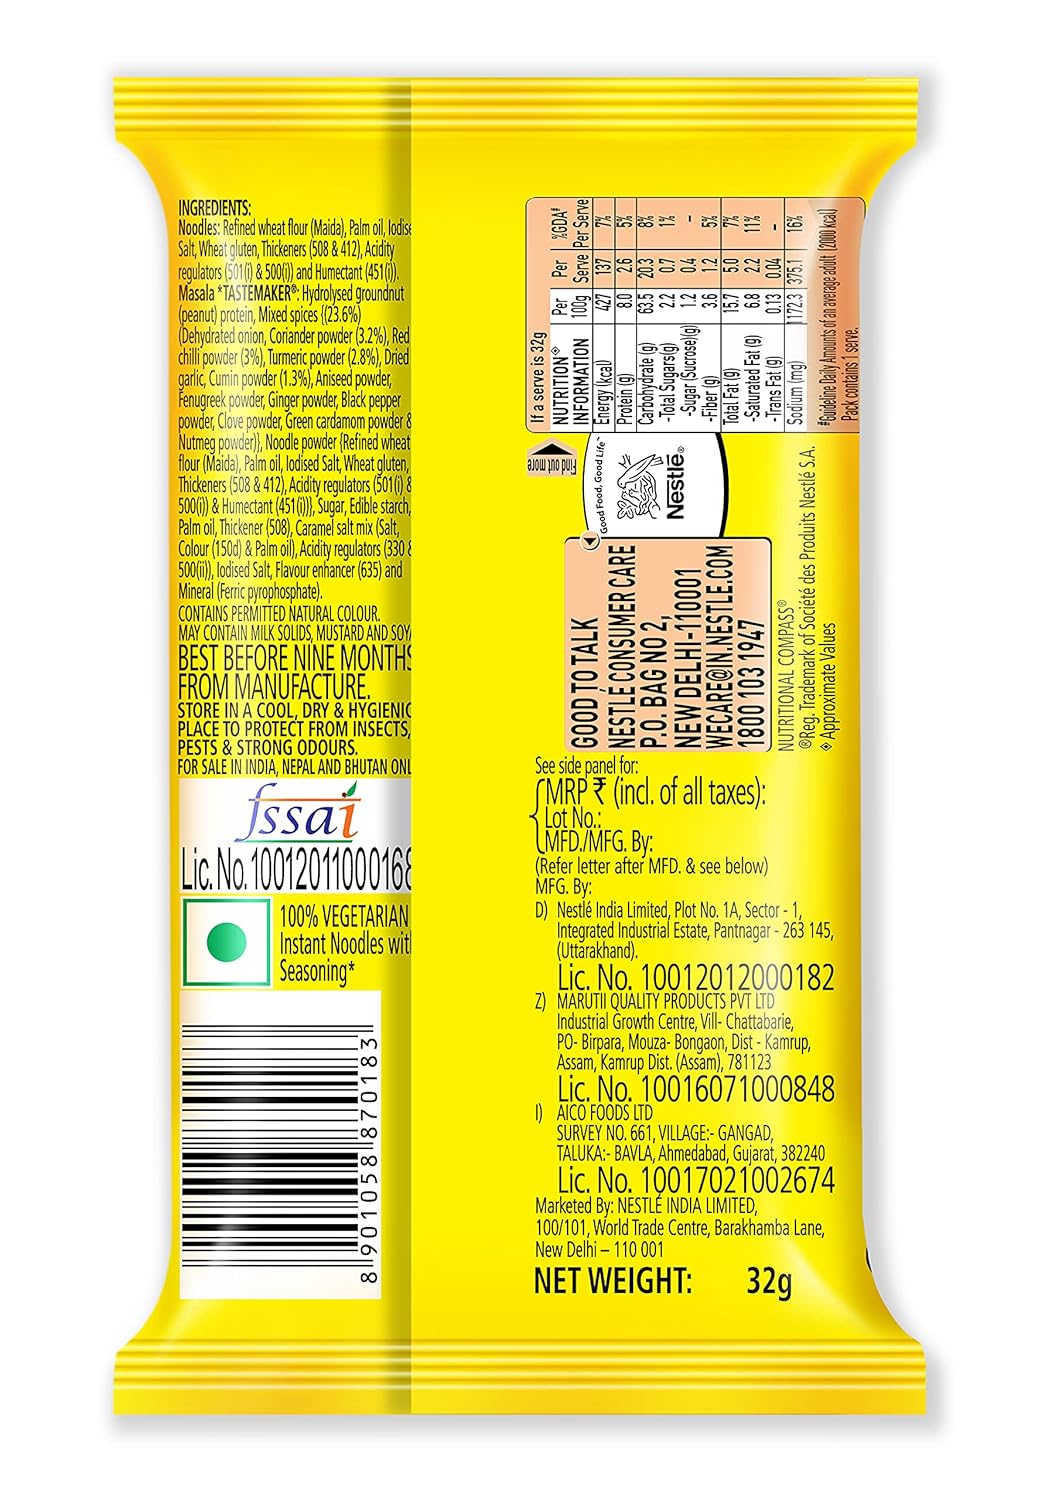 INGREDIENTS:
Noodles: Refined wheat flour (Maida), Palm oil, Iodise
Salt, Wheat gluten, Thickeners (508 & 412), Acidity
regulators (501(i) & 500(i)) and Humectant (451(i)).
Masala *TASTEMAKER®: Hydrolysed groundnut
(peanut) protein, Mixed spices {(23.6%)
(Dehydrated onion, Coriander powder (3.2%), Red
chilli powder (3%), Turmeric powder (2.8%), Dried
garlic, Cumin powder (1.3%), Aniseed powder,
Fenugreek powder, Ginger powder, Black pepper
powder, Clove powder, Green cardamom powder &
Nutmeg powder)}, Noodle powder {Refined wheat
flour (Maida), Palm oil, Iodised Salt, Wheat gluten,
Thickeners (508 & 412), Acidity regulators (501(i) &
500(i)) & Humectant (451(i))}, Sugar, Edible starch,
Palm oil, Thickener (508), Caramel salt mix (Salt,
Colour (150d) & Palm oil), Acidity regulators (330 &
500(ii)), Iodised Salt, Flavour enhancer (635) and
Mineral (Ferric pyrophosphate).
CONTAINS PERMITTED NATURAL COLOUR.
MAY CONTAIN MILK SOLIDS, MUSTARD AND SOY
BEST BEFORE NINE MONTHS
FROM MANUFACTURE.
STORE IN A COOL, DRY & HYGIENIC
PLACE TO PROTECT FROM INSECTS,
PESTS & STRONG ODOURS.
FOR SALE IN INDIA, NEPAL AND BHUTAN ONL
fssai
Lic. No. 10012011000168
100% VEGETARIAN
Instant Noodles with
Seasoning*
8 901058 870183
If a serve is 32g
NUTRITION◈ INFORMATION Per 100g Per Serve %GDA# Per Serve
Energy (kcal) 427 137 7%
Protein (g) 8.0 2.6 5%
Carbohydrate (g) 63.5 20.3 8%
-Total Sugars(g) 2.2 0.7 1%
-Sugar (Sucrose)(g) 1.2 0.4 -
-Fiber (g) 3.6 1.2 5%
Total Fat (g) 15.7 5.0 7%
-Saturated Fat (g) 6.8 2.2 11%
-Trans Fat (g) 0.13 0.04 -
Sodium (mg) 1172.3 375.1 16%
#Guideline Daily Amounts of an average adult (2000 kcal)
Pack contains 1 serve.
Find out more
Good Food, Good Life™
Nestlé®
GOOD TO TALK
NESTLÉ CONSUMER CARE
P.O. BAG NO 2,
NEW DELHI-110001
WECARE@IN.NESTLE.COM
1800 103 1947
NUTRITIONAL COMPASS®
®Reg. Trademark of Société des Produits Nestlé S.A.
◈ Approximate Values
See side panel for:
MRP ₹ (incl. of all taxes):
Lot No.:
MFD./MFG. By:
(Refer letter after MFD. & see below)
MFG. By:
D) Nestlé India Limited, Plot No. 1A, Sector - 1,
Integrated Industrial Estate, Pantnagar - 263 145,
(Uttarakhand).
Lic. No. 10012012000182
Z) MARUTII QUALITY PRODUCTS PVT LTD
Industrial Growth Centre, Vill- Chattabarie,
PO- Birpara, Mouza- Bongaon, Dist - Kamrup,
Assam, Kamrup Dist. (Assam), 781123
Lic. No. 10016071000848
I) AICO FOODS LTD
SURVEY NO. 661, VILLAGE:- GANGAD,
TALUKA:- BAVLA, Ahmedabad, Gujarat, 382240
Lic. No. 10017021002674
Marketed By: NESTLÉ INDIA LIMITED,
100/101, World Trade Centre, Barakhamba Lane,
New Delhi – 110 001
NET WEIGHT: 32g